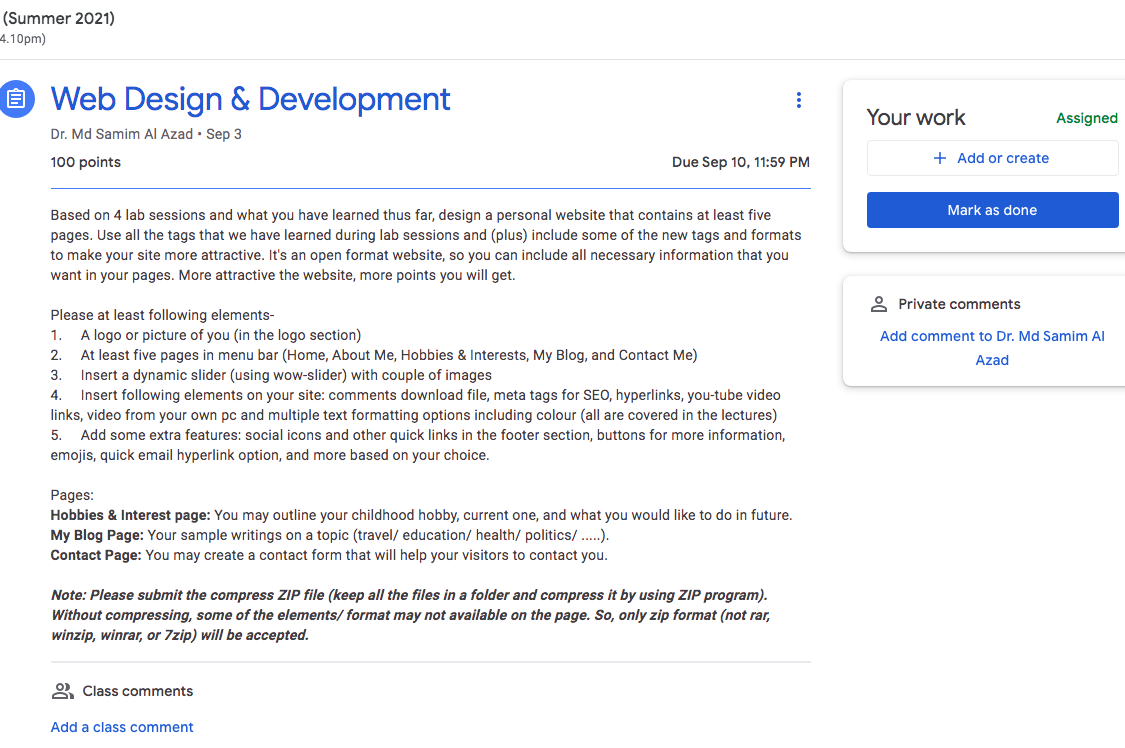 (Summer 2021)
4.10pm)
Web Design & Development
Dr. Md Samim Al Azad • Sep 3
100 points
Due Sep 10, 11:59 PM
Based on 4 lab sessions and what you have learned thus far, design a personal website that contains at least five
pages. Use all the tags that we have learned during lab sessions and (plus) include some of the new tags and formats
to make your site more attractive. It's an open format website, so you can include all necessary information that you
want in your pages. More attractive the website, more points you will get.
Please at least following elements-
1. A logo or picture of you (in the logo section)
2. At least five pages in menu bar (Home, About Me, Hobbies & Interests, My Blog, and Contact Me)
3. Insert a dynamic slider (using wow-slider) with couple of images
4. Insert following elements on your site: comments download file, meta tags for SEO, hyperlinks, you-tube video
links, video from your own pc and multiple text formatting options including colour (all are covered in the lectures)
5. Add some extra features: social icons and other quick links in the footer section, buttons for more information,
emojis, quick email hyperlink option, and more based on your choice.
Pages:
Hobbies & Interest page: You may outline your childhood hobby, current one, and what you would like to do in future.
My Blog Page: Your sample writings on a topic (travel/ education/ health/ politics/ .....).
Contact Page: You may create a contact form that will help your visitors to contact you.
Note: Please submit the compress ZIP file (keep all the files in a folder and compress it by using ZIP program).
Without compressing, some of the elements/ format may not available on the page. So, only zip format (not rar,
winzip, winrar, or 7zip) will be accepted.
Class comments
Add a class comment
Your work
Assigned
+ Add or create
Mark as done
Private comments
Add comment to Dr. Md Samim Al
Azad